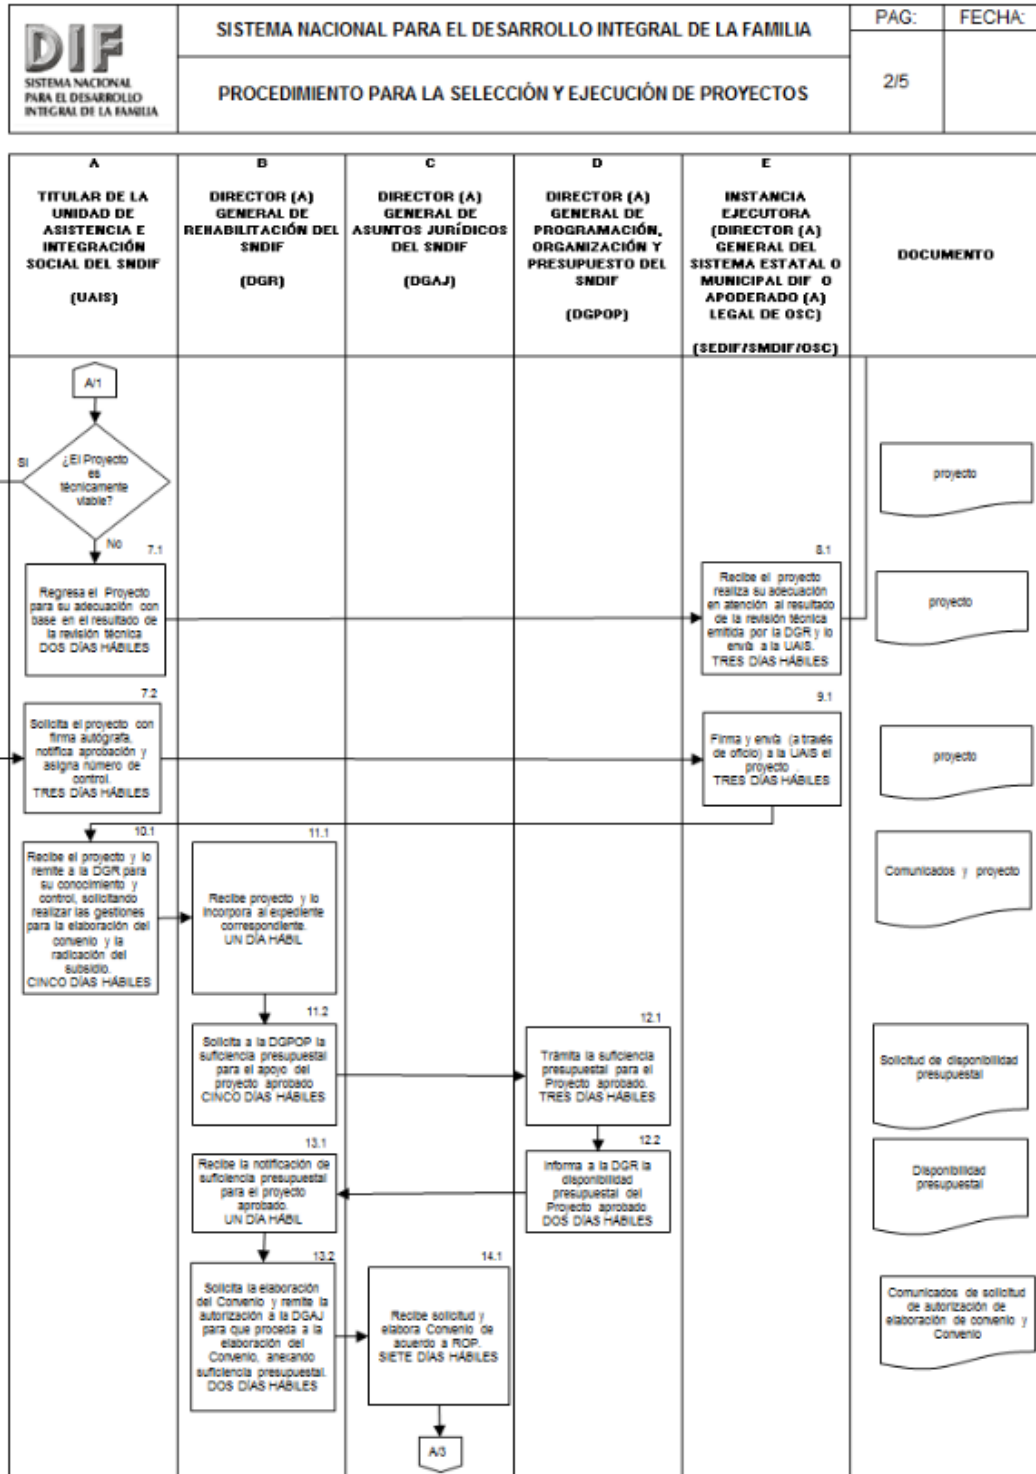 DIF
SISTEMA NACIONAL
PARA EL DESARROLLO
INTEGRAL DE LA FAMILIA
SISTEMA NACIONAL PARA EL DESARROLLO INTEGRAL DE LA FAMILIA
PROCEDIMIENTO PARA LA SELECCIÓN Y EJECUCIÓN DE PROYECTOS
PAG:
FECHA:
2/5
A
TITULAR DE LA
UNIDAD DE
ASISTENCIA E
INTEGRACIÓN
SOCIAL DEL SNDIF
(UAIS)
B
DIRECTOR (A)
GENERAL DE
REHABILITACIÓN DEL
SNDIF
(DGR)
C
DIRECTOR (A)
GENERAL DE
ASUNTOS JURíDICOS
DEL SNDIF
(DGAJ)
D
DIRECTOR (A)
GENERAL DE
PROGRAMACIÓN,
ORGANIZACIÓN Y
PRESUPUESTO DEL
SNDIF
(DGPOP)
E
INSTANCIA
EJECUTORA
(DIRECTOR (A)
GENERAL DEL
SISTEMA ESTATAL O
MUNICIPAL DIF O
APODERADO (A)
LEGAL DE OSC)
(SEDIF/SMDIF/OSC)
DOCUMENTO
A/1
SI
¿El Proyecto
es
técnicamente
viable?
No
proyecto
7.1
Regresa el Proyecto
para su adecuación con
base en el resultado de
la revisión técnica
DOS DÍAS HÁBILES
8.1
Recibe el proyecto
realiza su adecuación
en atención al resultado
de la revisión técnica
emitida por la DGR y lo
envía a la UAIS.
TRES DÍAS HÁBILES
proyecto
7.2
Solicita el proyecto con
firma autógrafa,
notifica aprobación y
asigna número de
control.
TRES DÍAS HÁBILES
9.1
Firma y envía (a través
de oficio) a la UAIS el
proyecto
TRES DÍAS HÁBILES
proyecto
10.1
Recibe el proyecto y lo
remite a la DGR para
su conocimiento y
control, solicitando
realizar las gestiones
para la elaboración del
convenio y la
radicación del
subsidio.
CINCO DÍAS HÁBILES
11.1
Recibe proyecto y lo
incorpora al expediente
correspondiente.
UN DÍA HÁBIL
Comunicados y proyecto
11.2
Solicita a la DGPOP la
suficiencia presupuestal
para el apoyo del
proyecto aprobado
CINCO DÍAS HÁBILES
12.1
Trámita la suficiencia
presupuestal para el
Proyecto aprobado.
TRES DÍAS HÁBILES
Solicitud de disponibilidad
presupuestal
13.1
Recibe la notificación de
suficiencia presupuestal
para el proyecto
aprobado.
UN DÍA HÁBIL
12.2
Informa a la DGR la
disponibilidad
presupuestal del
Proyecto aprobado
DOS DÍAS HÁBILES
Disponibilidad
presupuestal
13.2
Solicita la elaboración
del Convenio y remite la
autorización a la DGAJ
para que proceda a la
elaboración del
Convenio, anexando
suficiencia presupuestal.
DOS DÍAS HÁBILES
14.1
Recibe solicitud y
elabora Convenio de
acuerdo a ROP.
SIETE DÍAS HÁBILES
Comunicados de solicitud
de autorización de
elaboración de convenio y
Convenio
A/3